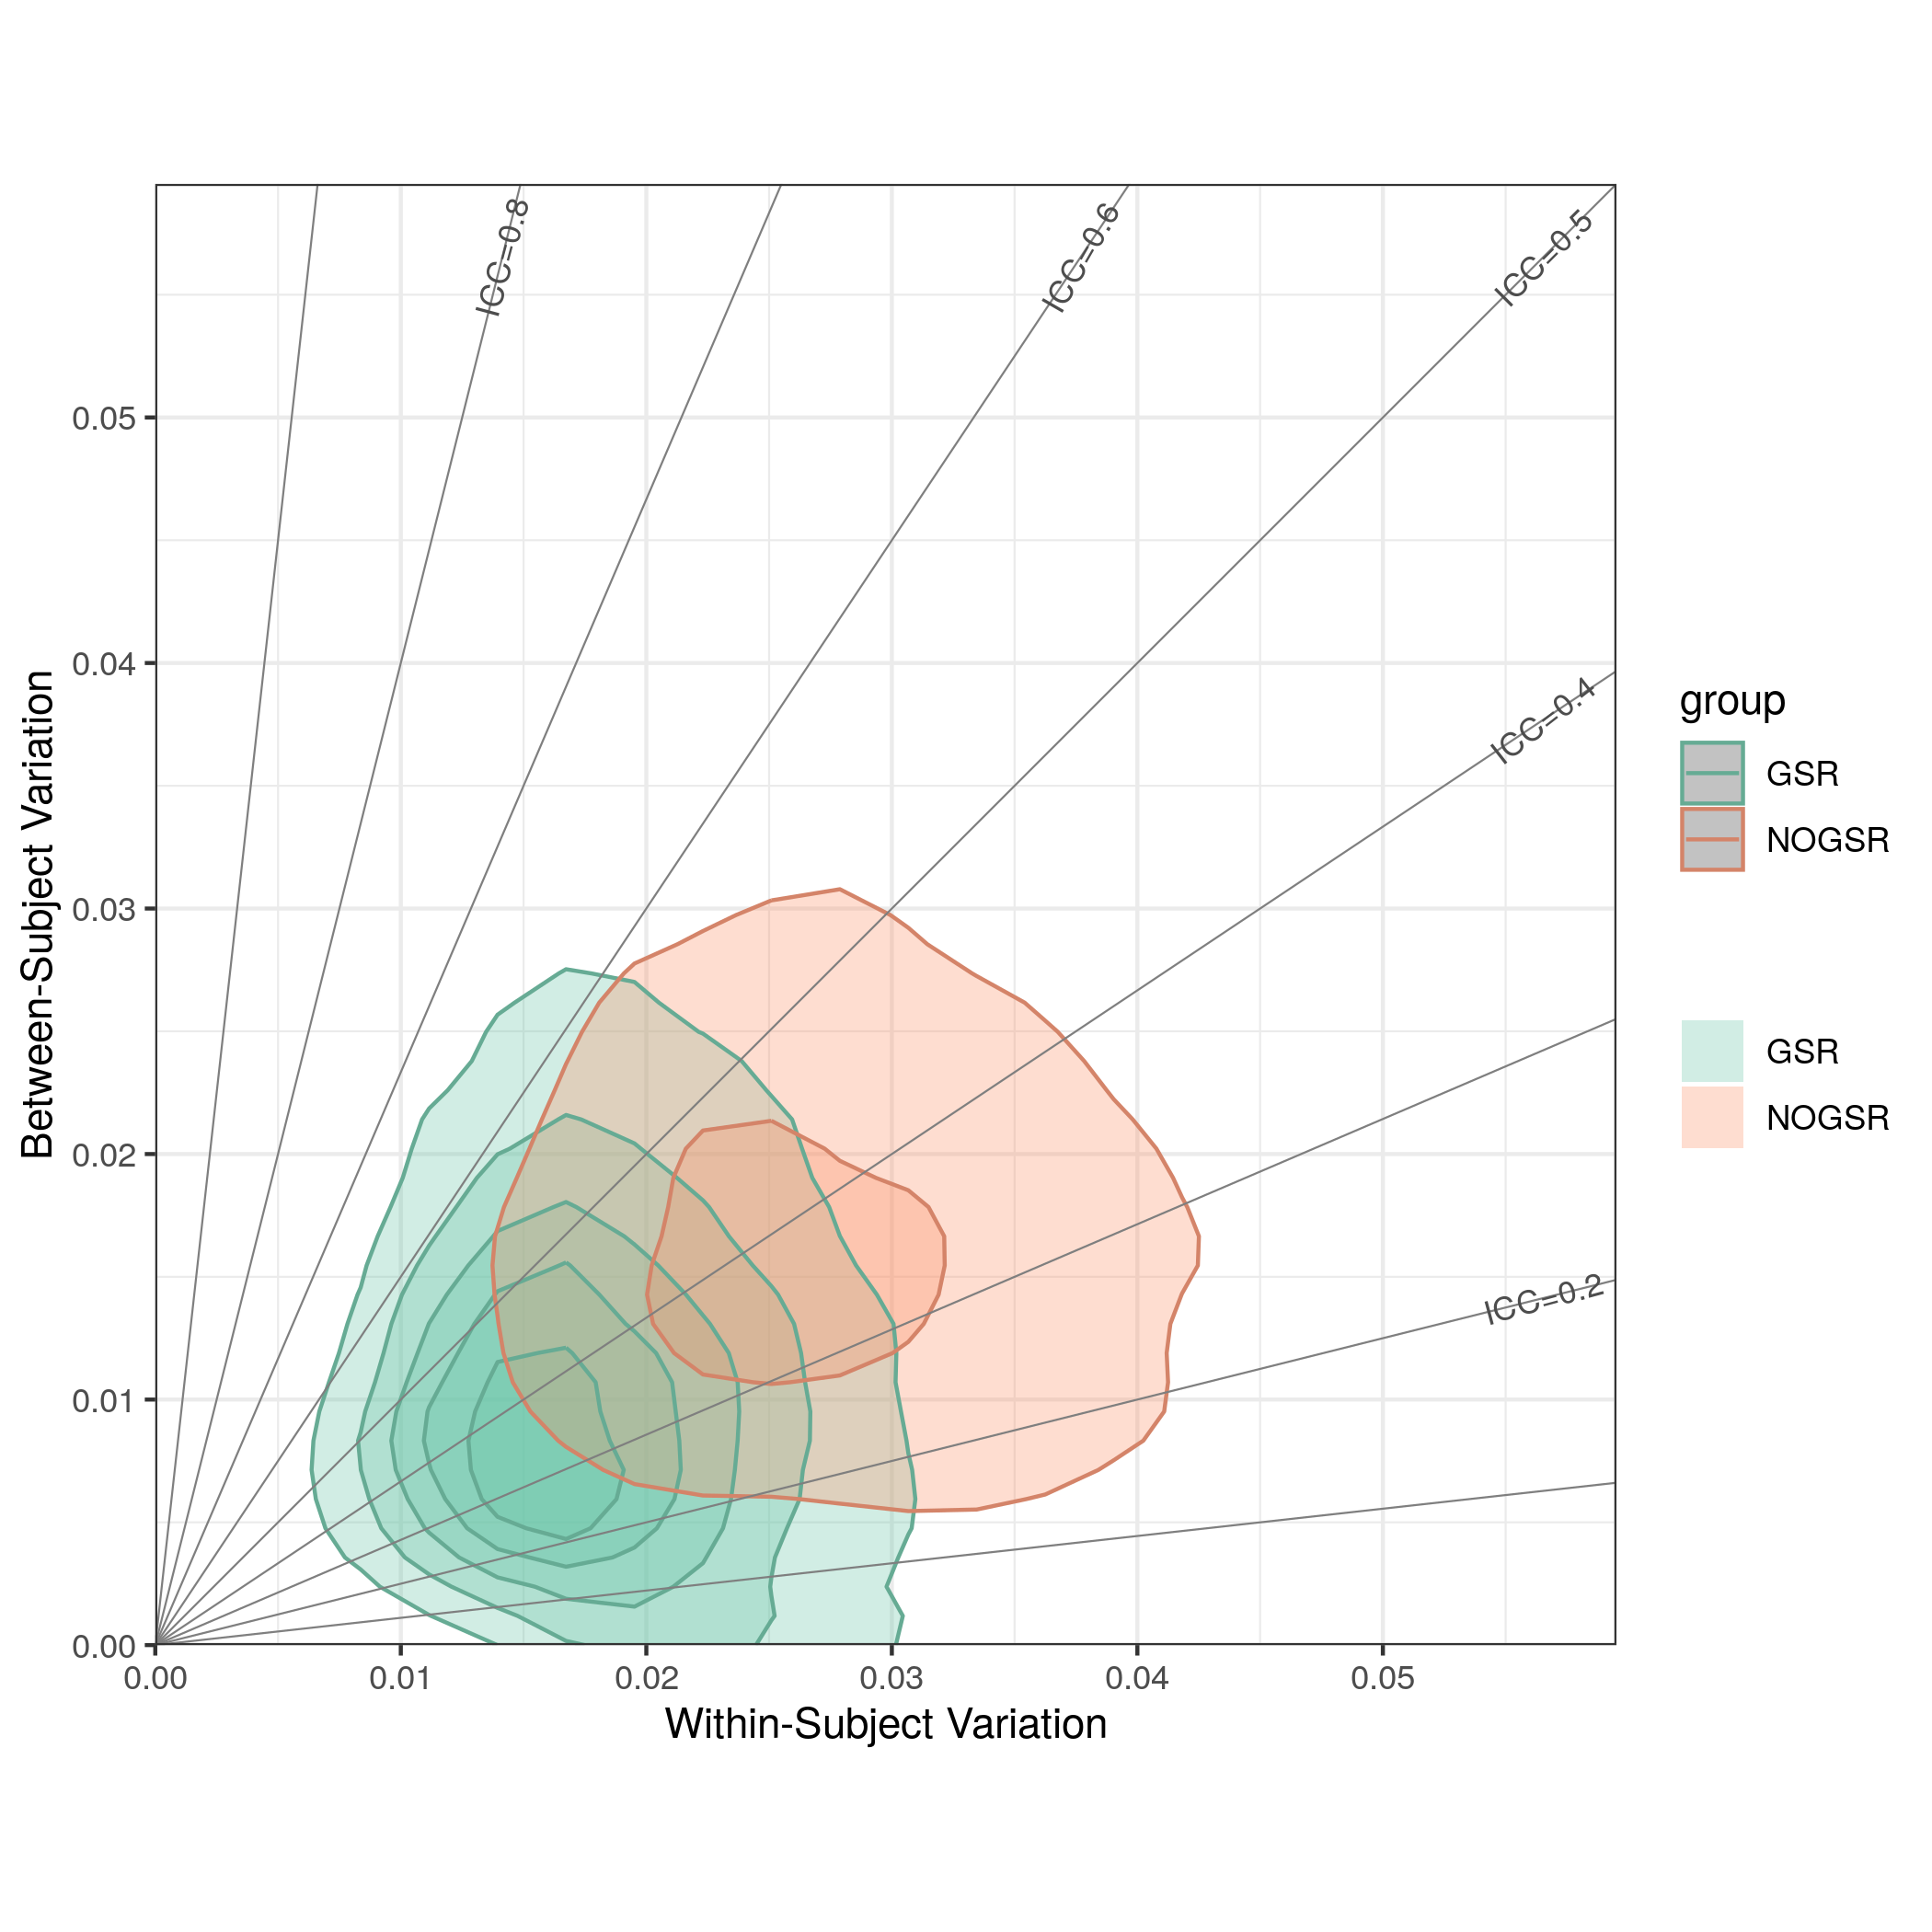 ICC=0.8
ICC=0.6
ICC=0.5
ICC=0.4
ICC=0.2
Between-Subject Variation
0.05
0.04
0.03
0.02
0.01
0.00
0.00 0.01 0.02 0.03 0.04 0.05
Within-Subject Variation
group
GSR
NOGSR
GSR
NOGSR